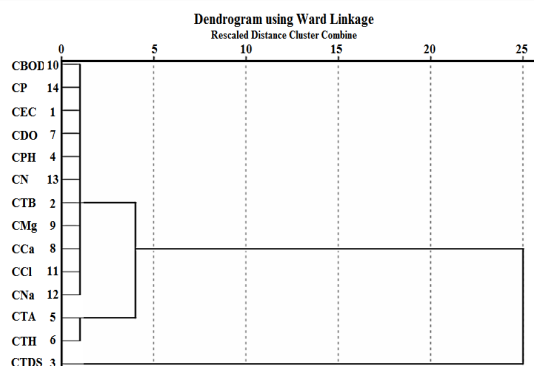 Dendrogram using Ward Linkage
Rescaled Distance Cluster Combine
0 5 10 15 20 25
CBOD 10
CP 14
CEC 1
CDO 7
CPH 4
CN 13
CTB 2
CMg 9
CCa 8
CCl 11
CNa 12
CTA 5
CTH 6
CTDS 3